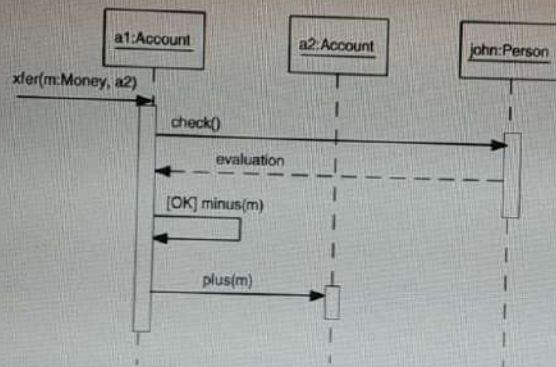 a1:Account
a2:Account
john:Person
xfer(m:Money, a2)
check()
evaluation
[OK] minus(m)
plus(m)